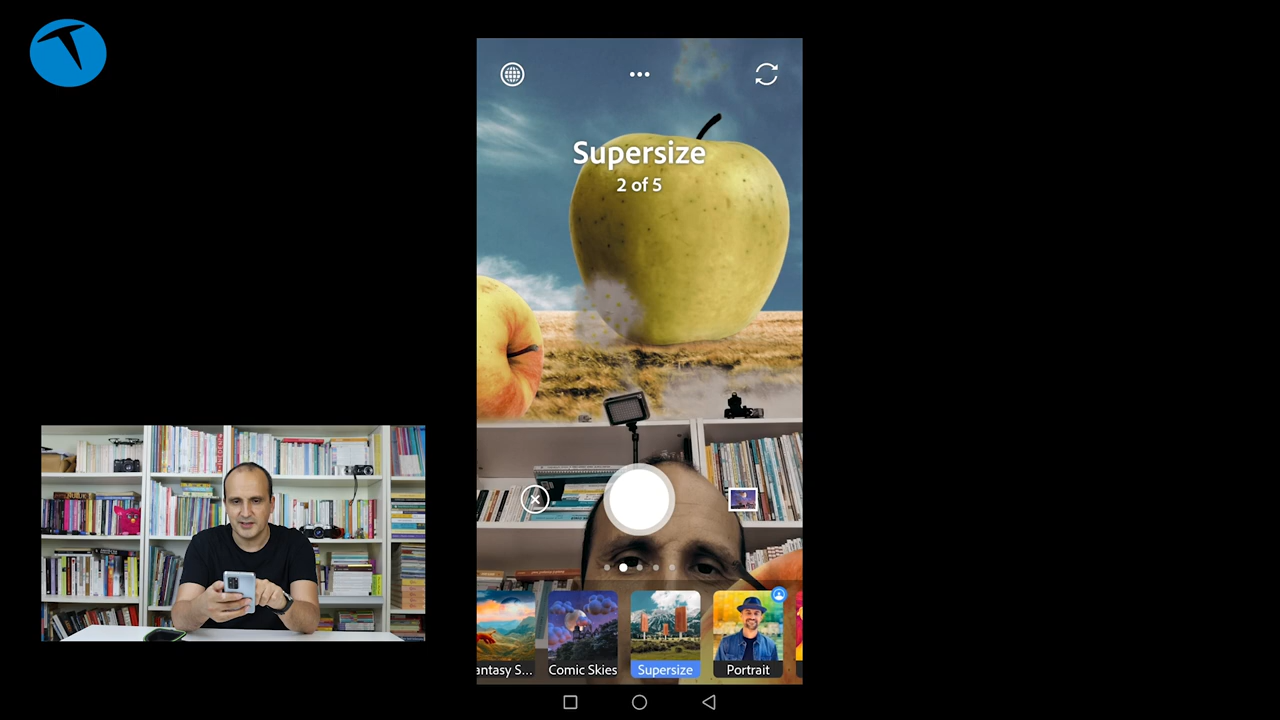 Supersize
2 of 5
antasy S...
Comic Skies
Supersize
Portrait